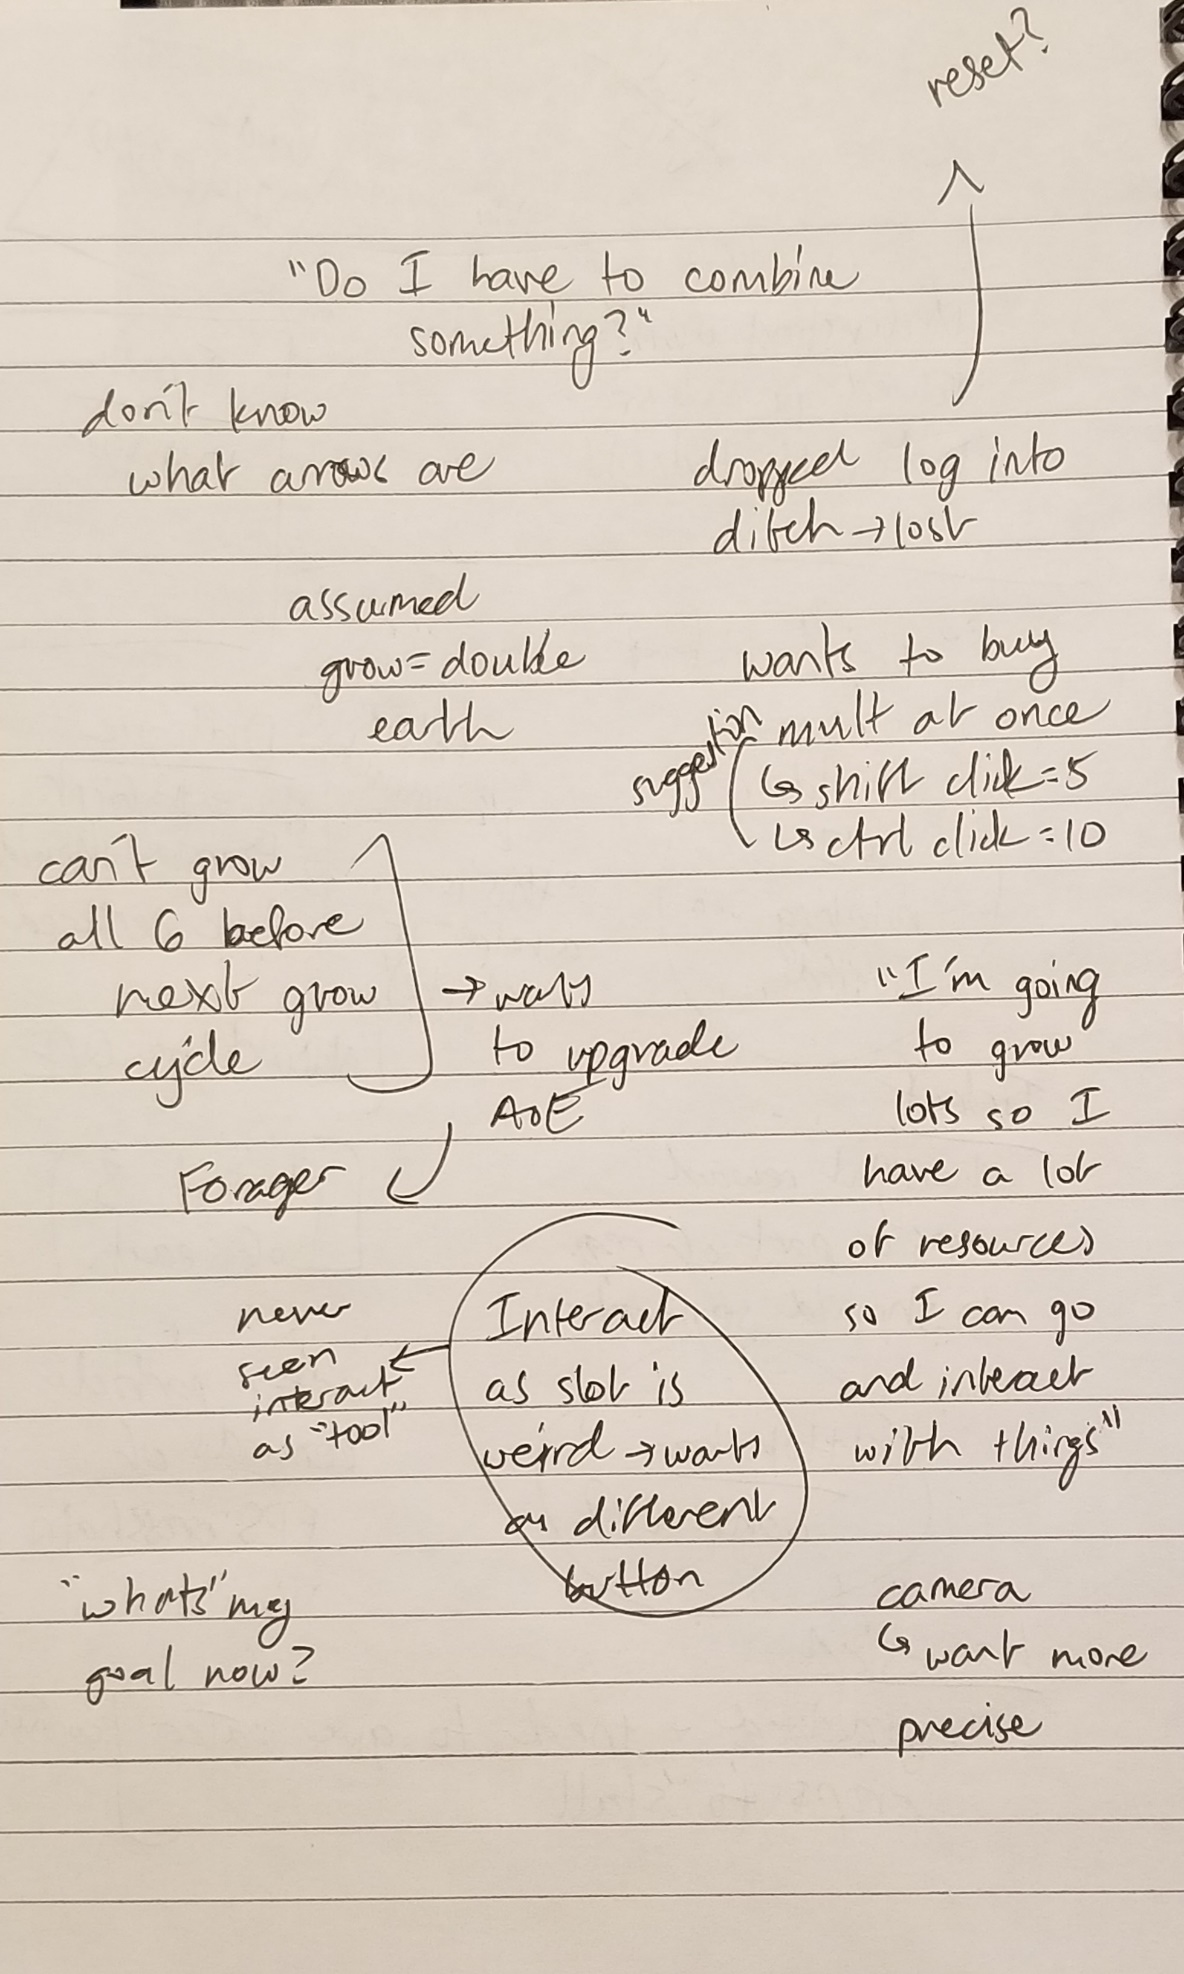 reset?
"Do I have to combine
something?"
don't know
what arrows are
dropped log into
ditch → lost
assumed
grow = double
earth
wants to buy
mult at once
suggestion
↳ shift click = 5
↳ ctrl click = 10
can't grow
all 6 before
next grow
cycle
→ wants
to upgrade
AoE
Forager
"I'm going
to grow
lots so I
have a lot
of resources
so I can go
and interact
with things"
Interact
as slot is
weird → wants
on different
button
never
seen
interact
as "tool"
"whats" my
goal now?
camera
↳ want more
precise